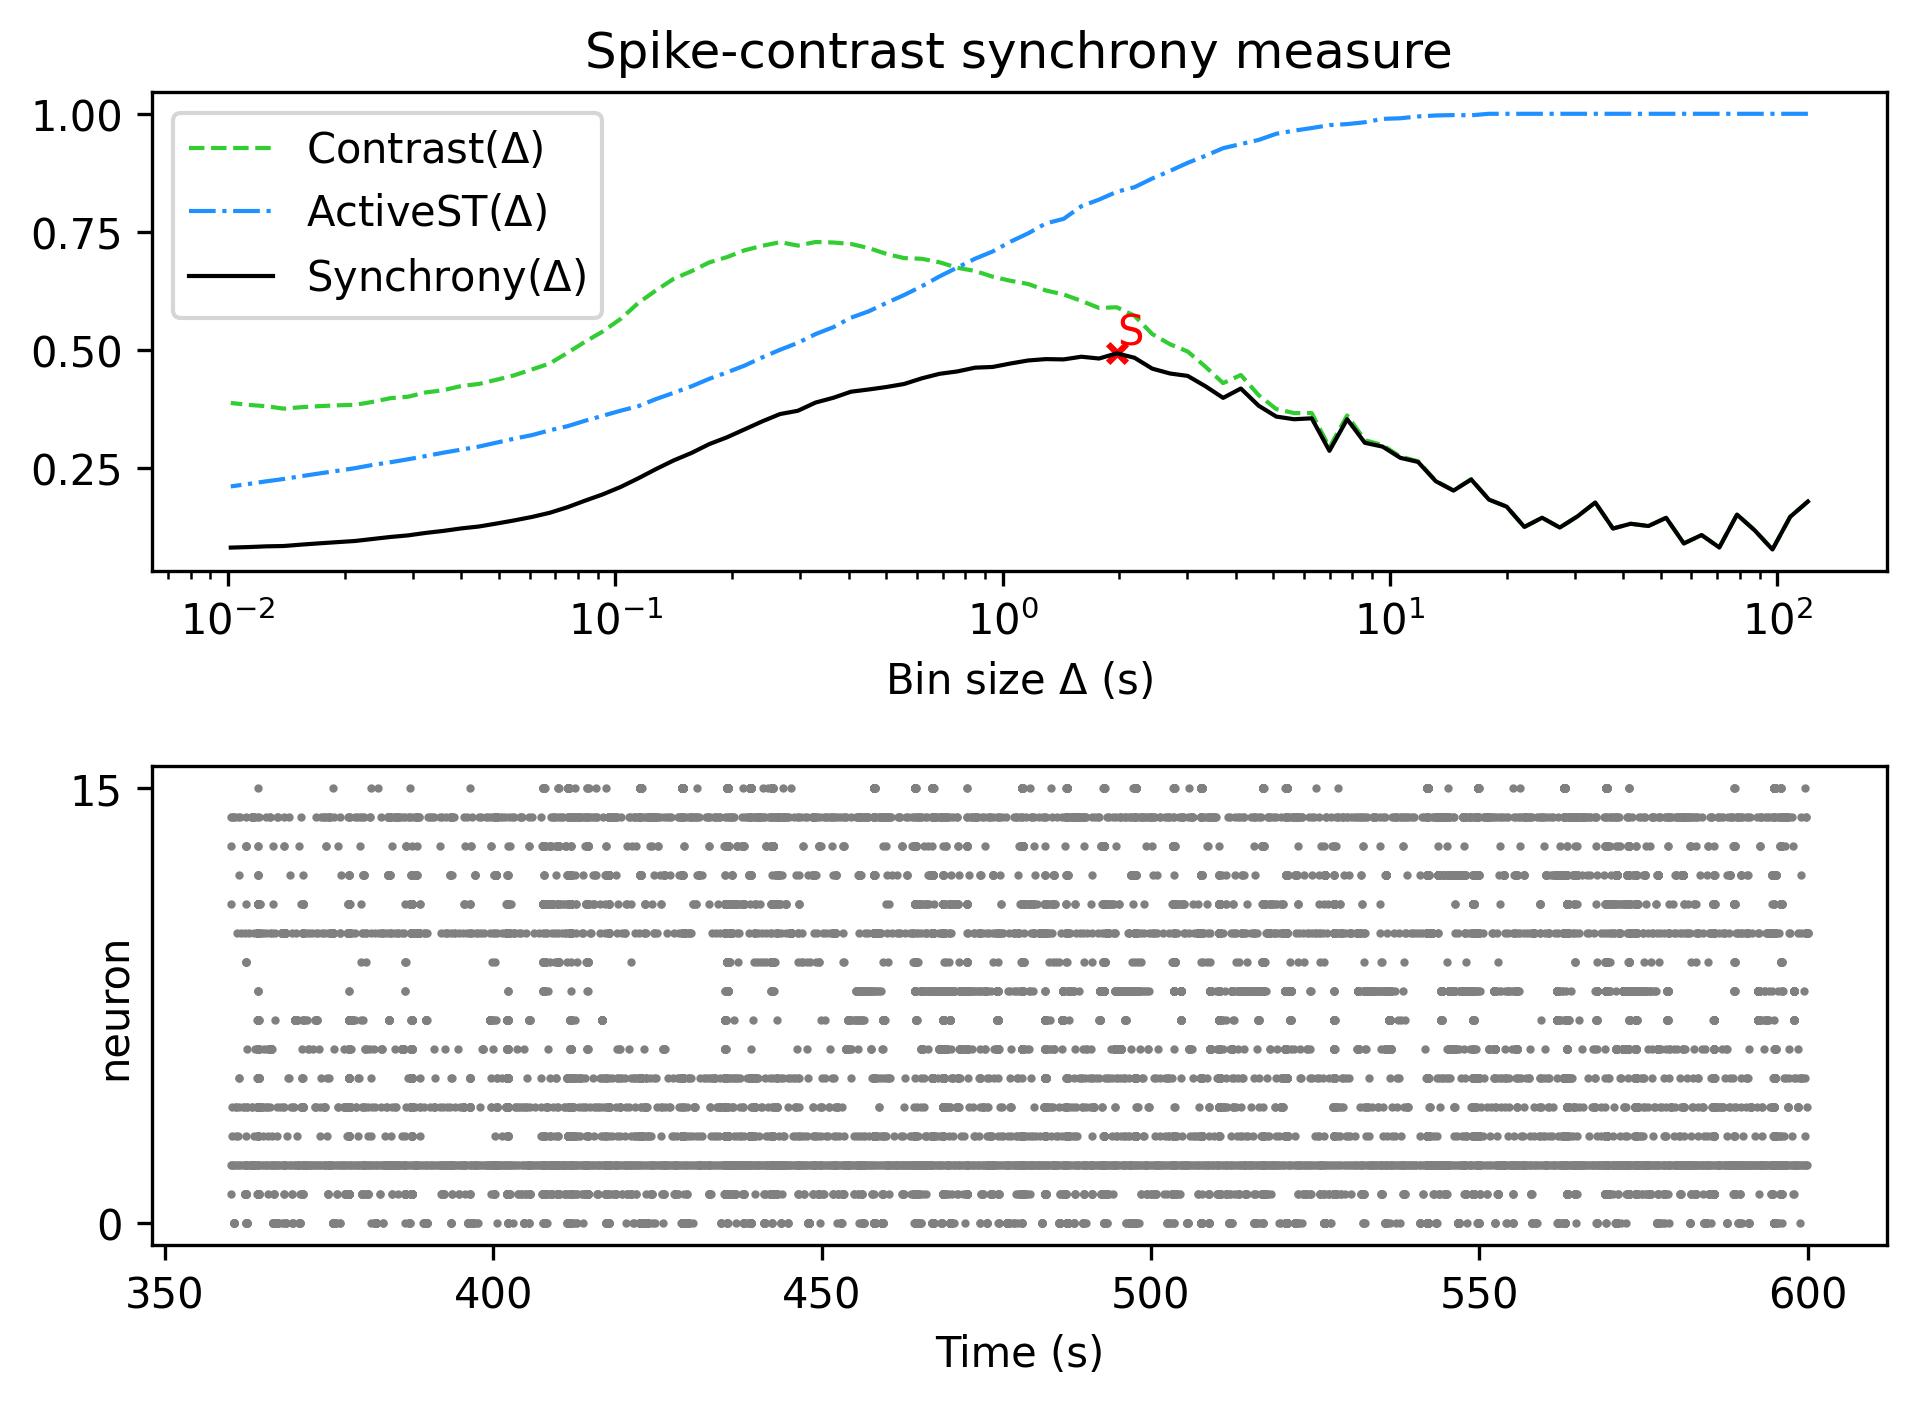 Spike-contrast synchrony measure
1.00
0.75
0.50
0.25
Contrast(Δ)
ActiveST(Δ)
Synchrony(Δ)
S
10⁻² 10⁻¹ 10⁰ 10¹ 10²
Bin size Δ (s)
15
0
neuron
350 400 450 500 550 600
Time (s)